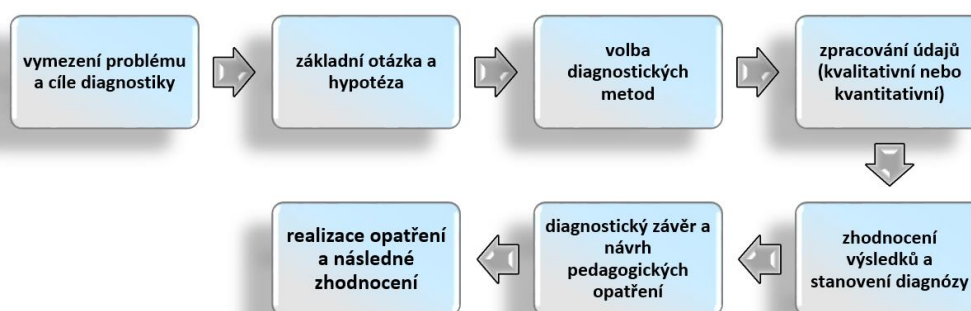 vymezení problému
a cíle diagnostiky
základní otázka a
hypotéza
volba
diagnostických
metod
zpracování údajů
(kvalitativní nebo
kvantitativní)
zhodnocení
výsledků a
stanovení diagnózy
diagnostický závěr a
návrh
pedagogických
opatření
realizace opatření
a následné
zhodnocení